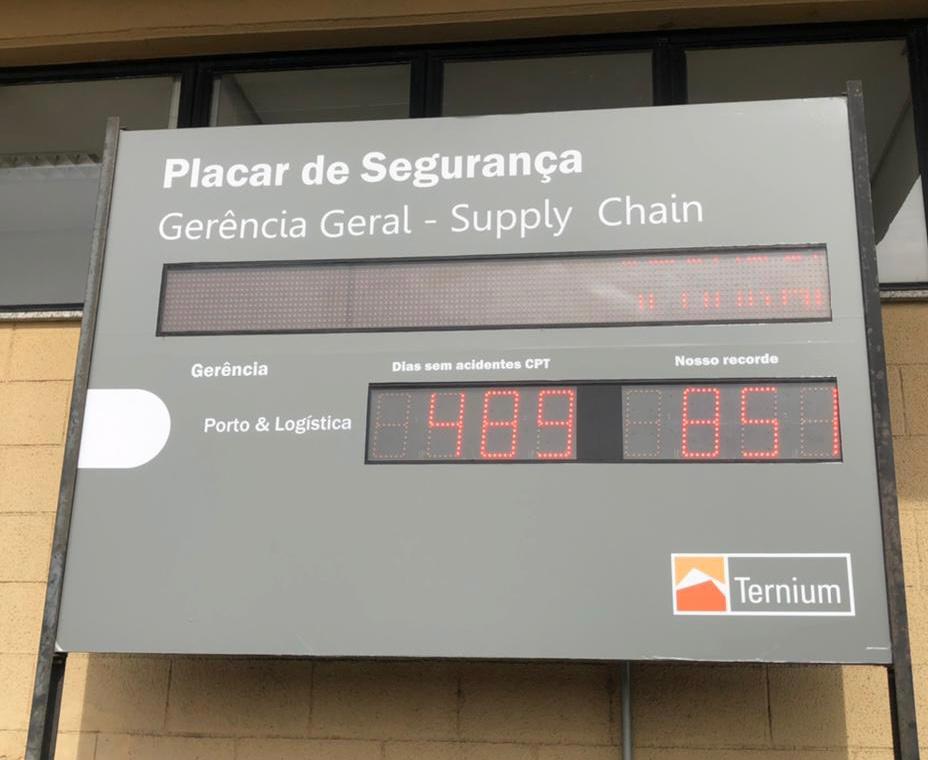 Placar de Segurança
Gerência Geral - Supply Chain
Gerência Dias sem acidentes CPT Nosso recorde
Porto & Logística 489 851
Ternium